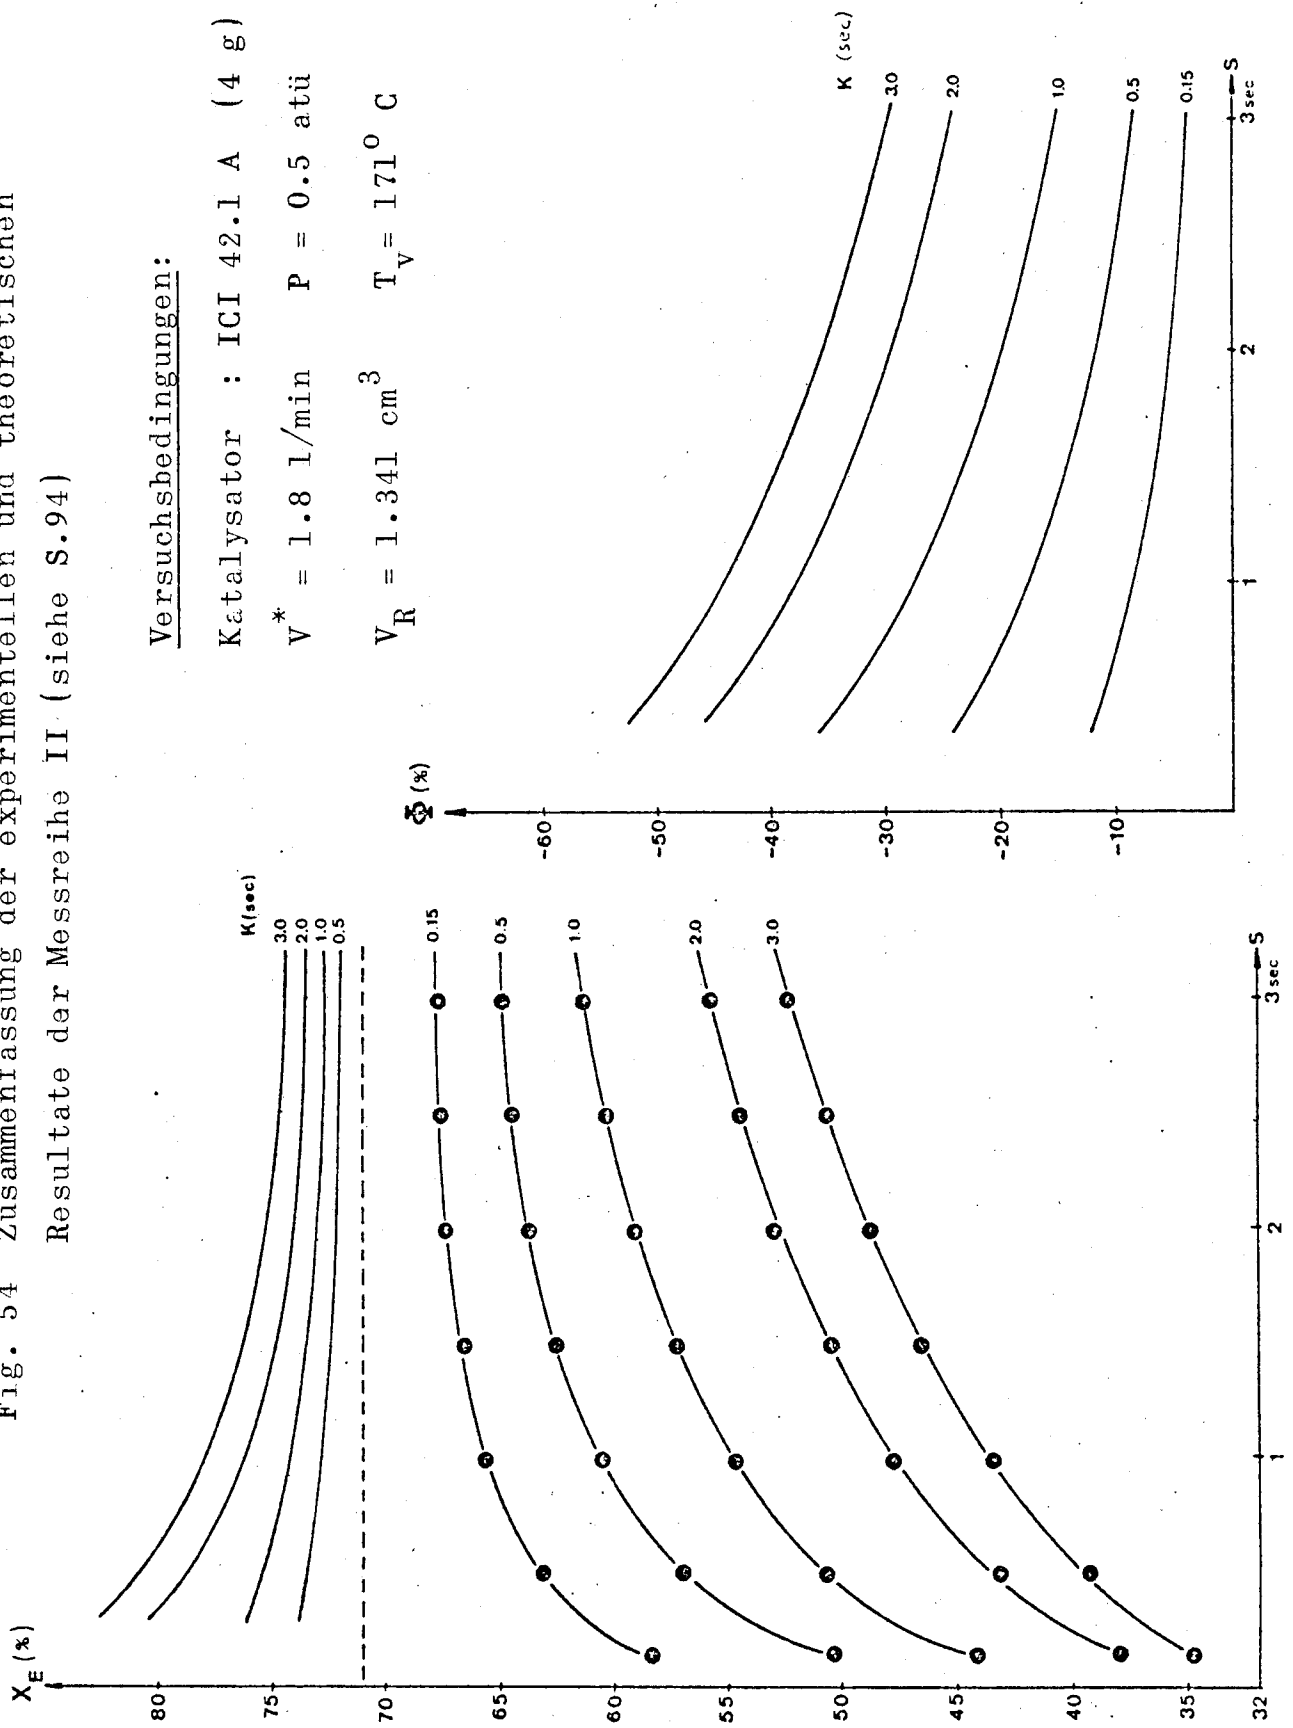 Fig. 54 Zusammenfassung der experimentellen und theoretischen
Resultate der Messreihe II (siehe S.94)
Versuchsbedingungen:
Katalysator : ICI 42.1 A (4 g)
V* = 1.8 l/min P = 0.5 atü
V_R = 1.341 cm³ T_v = 171° C
X_E (%)
80
75
70
65
60
55
50
45
40
35
32
K(sec)
3.0
2.0
1.0
0.5
0.15
0.5
1.0
2.0
3.0
1
2
3 sec
S
Φ (%)
-60
-50
-40
-30
-20
-10
K (sec)
3.0
2.0
1.0
0.5
0.15
1
2
3 sec
S